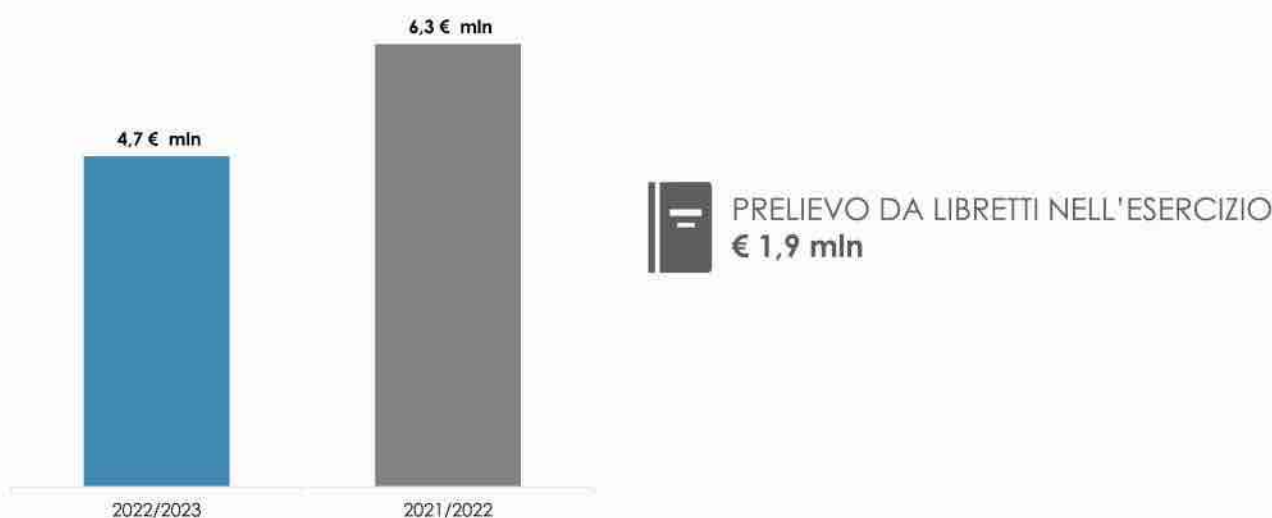 6,3 € mln
4,7 € mln
PRELIEVO DA LIBRETTI NELL'ESERCIZIO
€ 1,9 mln
2022/2023
2021/2022